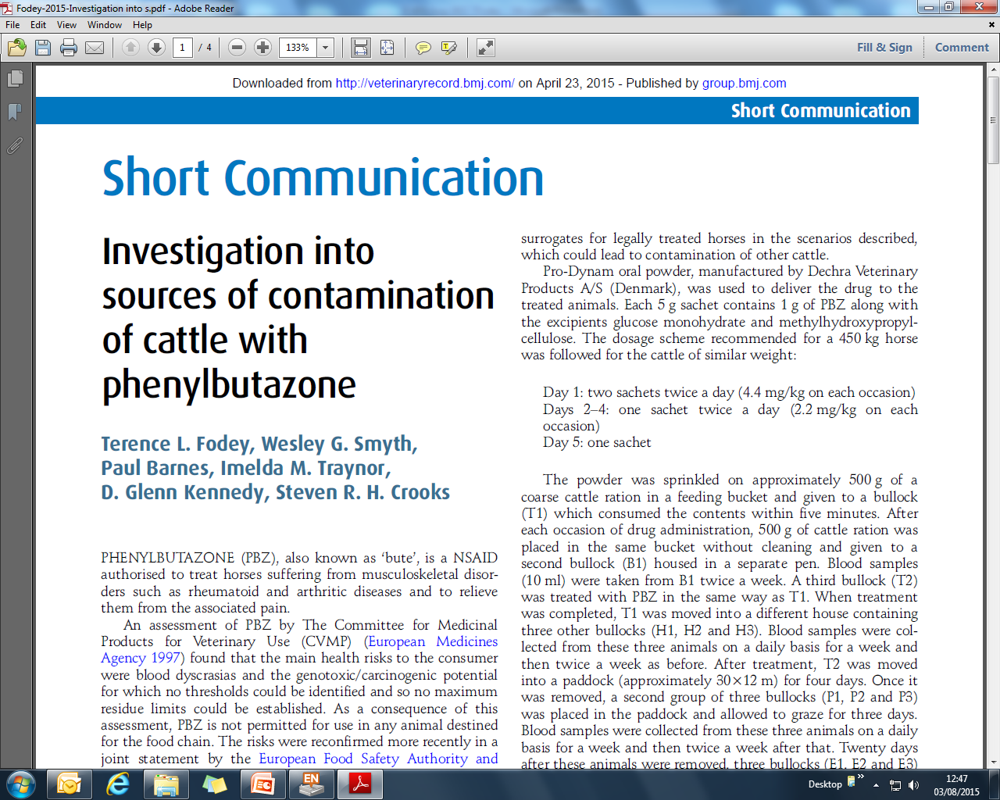 Fodey-2015-Investigation into s.pdf - Adobe Reader
File Edit View Window Help
1 / 4 133% Fill & Sign Comment
Downloaded from http://veterinaryrecord.bmj.com/ on April 23, 2015 - Published by group.bmj.com
Short Communication
Short Communication
Investigation into
sources of contamination
of cattle with
phenylbutazone
Terence L. Fodey, Wesley G. Smyth,
Paul Barnes, Imelda M. Traynor,
D. Glenn Kennedy, Steven R. H. Crooks
PHENYLBUTAZONE (PBZ), also known as ‘bute’, is a NSAID
authorised to treat horses suffering from musculoskeletal disor-
ders such as rheumatoid and arthritic diseases and to relieve
them from the associated pain.
An assessment of PBZ by The Committee for Medicinal
Products for Veterinary Use (CVMP) (European Medicines
Agency 1997) found that the main health risks to the consumer
were blood dyscrasias and the genotoxic/carcinogenic potential
for which no thresholds could be identified and so no maximum
residue limits could be established. As a consequence of this
assessment, PBZ is not permitted for use in any animal destined
for the food chain. The risks were reconfirmed more recently in a
joint statement by the European Food Safety Authority and
surrogates for legally treated horses in the scenarios described,
which could lead to contamination of other cattle.
Pro-Dynam oral powder, manufactured by Dechra Veterinary
Products A/S (Denmark), was used to deliver the drug to the
treated animals. Each 5 g sachet contains 1 g of PBZ along with
the excipients glucose monohydrate and methylhydroxypropyl-
cellulose. The dosage scheme recommended for a 450 kg horse
was followed for the cattle of similar weight:
Day 1: two sachets twice a day (4.4 mg/kg on each occasion)
Days 2–4: one sachet twice a day (2.2 mg/kg on each
occasion)
Day 5: one sachet
The powder was sprinkled on approximately 500 g of a
coarse cattle ration in a feeding bucket and given to a bullock
(T1) which consumed the contents within five minutes. After
each occasion of drug administration, 500 g of cattle ration was
placed in the same bucket without cleaning and given to a
second bullock (B1) housed in a separate pen. Blood samples
(10 ml) were taken from B1 twice a week. A third bullock (T2)
was treated with PBZ in the same way as T1. When treatment
was completed, T1 was moved into a different house containing
three other bullocks (H1, H2 and H3). Blood samples were col-
lected from these three animals on a daily basis for a week and
then twice a week as before. After treatment, T2 was moved
into a paddock (approximately 30×12 m) for four days. Once it
was removed, a second group of three bullocks (P1, P2 and P3)
was placed in the paddock and allowed to graze for three days.
Blood samples were collected from these three animals on a daily
basis for a week and then twice a week after that. Twenty days
after these animals were removed, three bullocks (E1, E2 and E3)
EN
Desktop
12:47
03/08/2015